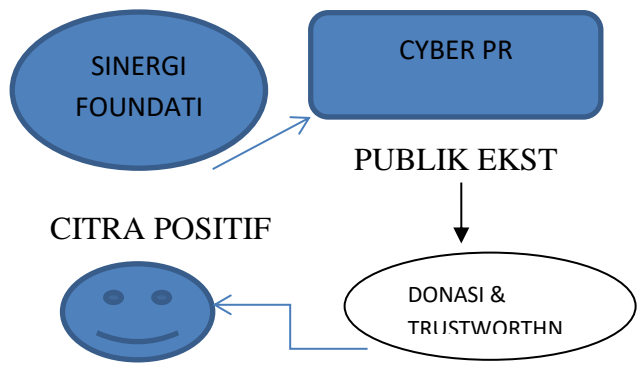 SINERGI
FOUNDATI
CYBER PR
PUBLIK EKST
CITRA POSITIF
DONASI &
TRUSTWORTHN